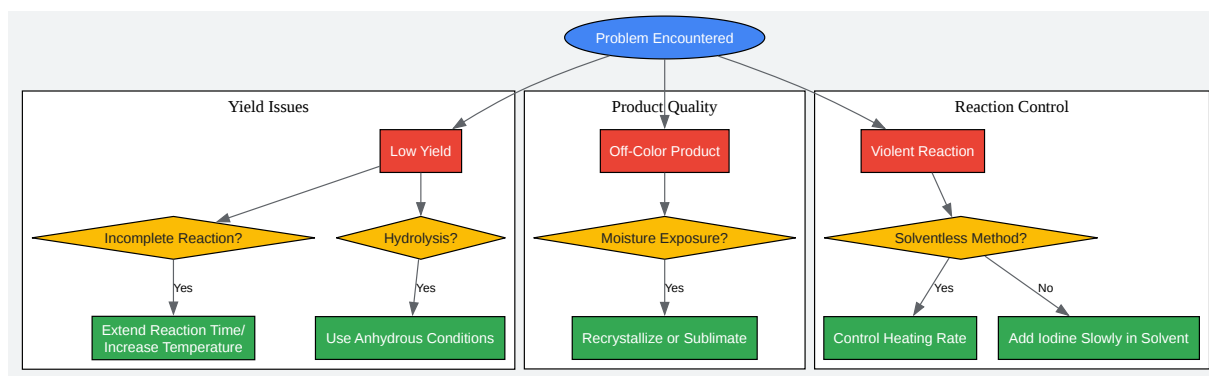 Problem Encountered
Yield Issues
Product Quality
Reaction Control
Low Yield
Off-Color Product
Violent Reaction
Incomplete Reaction?
Hydrolysis?
Moisture Exposure?
Solventless Method?
Yes
Yes
Yes
Yes
No
Extend Reaction Time/
Increase Temperature
Use Anhydrous Conditions
Recrystallize or Sublimate
Control Heating Rate
Add Iodine Slowly in Solvent